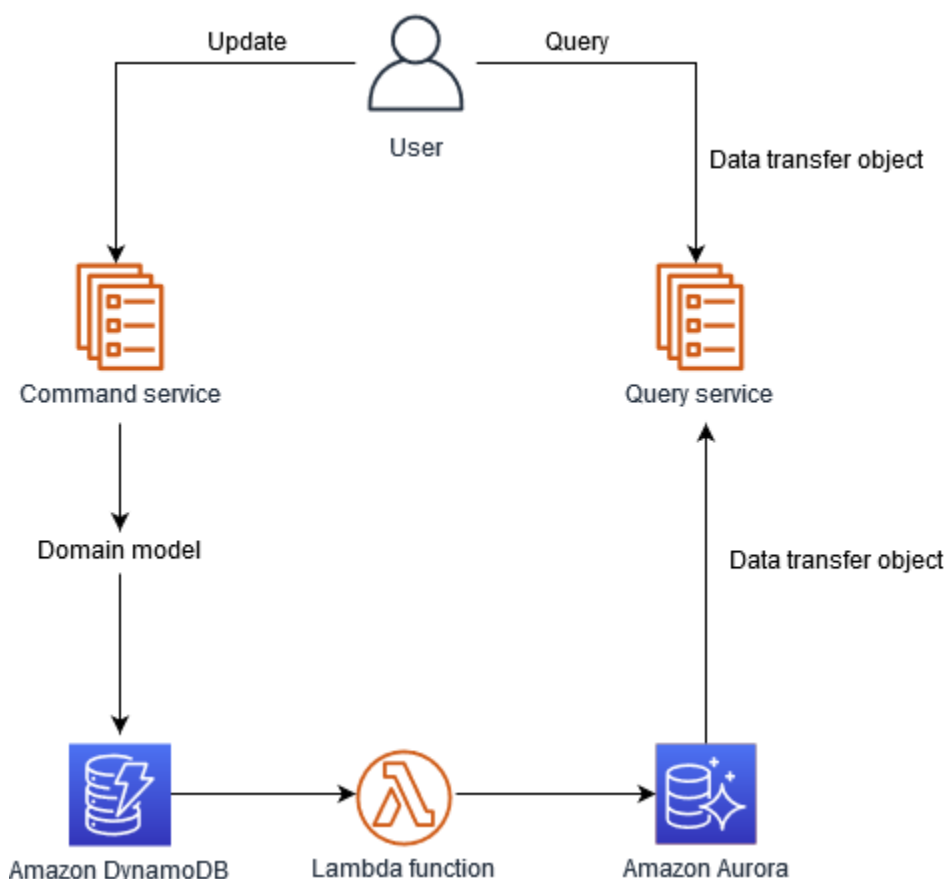 Update
Query
User
Data transfer object
Command service
Query service
Domain model
Data transfer object
Amazon DynamoDB
Lambda function
Amazon Aurora